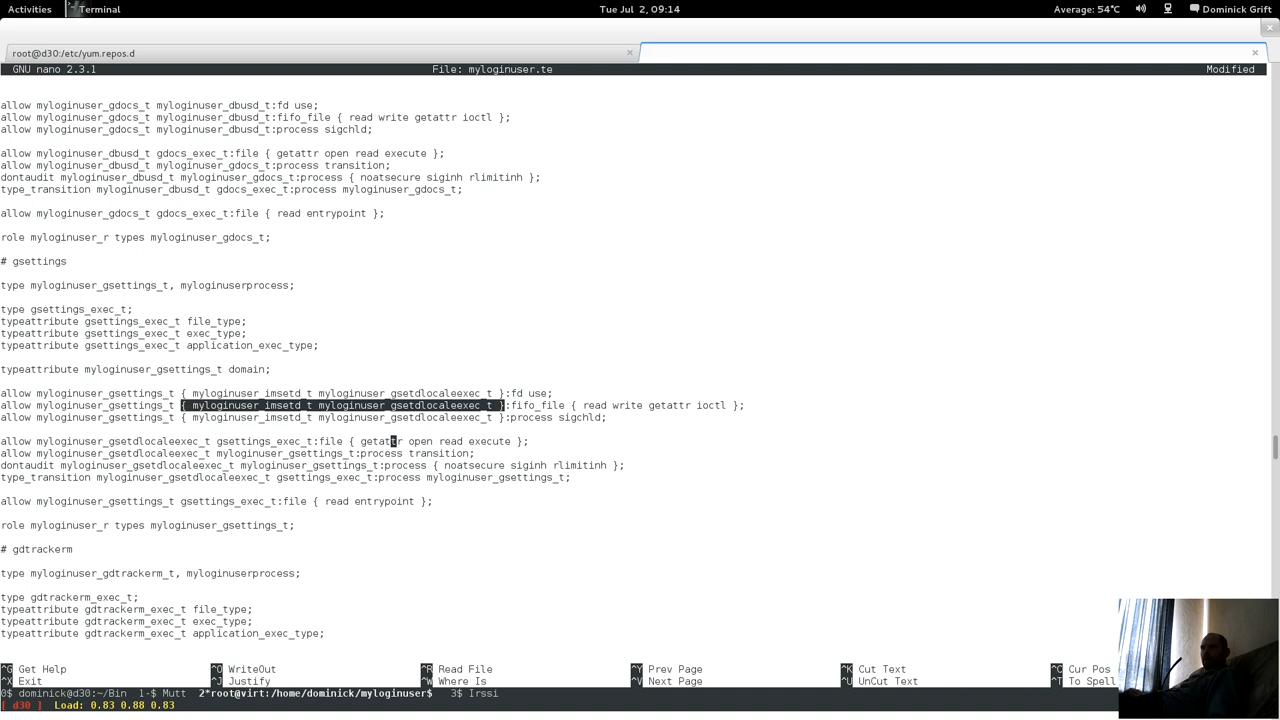 Activities Terminal Tue Jul 2, 09:14 Average: 54°C Dominick Grift
root@d30:/etc/yum.repos.d
GNU nano 2.3.1 File: myloginuser.te Modified
allow myloginuser_gdocs_t myloginuser_dbusd_t:fd use;
allow myloginuser_gdocs_t myloginuser_dbusd_t:fifo_file { read write getattr ioctl };
allow myloginuser_gdocs_t myloginuser_dbusd_t:process sigchld;
allow myloginuser_dbusd_t gdocs_exec_t:file { getattr open read execute };
allow myloginuser_dbusd_t myloginuser_gdocs_t:process transition;
dontaudit myloginuser_dbusd_t myloginuser_gdocs_t:process { noatsecure siginh rlimitinh };
type_transition myloginuser_dbusd_t gdocs_exec_t:process myloginuser_gdocs_t;
allow myloginuser_gdocs_t gdocs_exec_t:file { read entrypoint };
role myloginuser_r types myloginuser_gdocs_t;
# gsettings
type myloginuser_gsettings_t, myloginuserprocess;
type gsettings_exec_t;
typeattribute gsettings_exec_t file_type;
typeattribute gsettings_exec_t exec_type;
typeattribute gsettings_exec_t application_exec_type;
typeattribute myloginuser_gsettings_t domain;
allow myloginuser_gsettings_t { myloginuser_imsetd_t myloginuser_gsetdlocaleexec_t }:fd use;
allow myloginuser_gsettings_t { myloginuser_imsetd_t myloginuser_gsetdlocaleexec_t }:fifo_file { read write getattr ioctl };
allow myloginuser_gsettings_t { myloginuser_imsetd_t myloginuser_gsetdlocaleexec_t }:process sigchld;
allow myloginuser_gsetdlocaleexec_t gsettings_exec_t:file { getattr open read execute };
allow myloginuser_gsetdlocaleexec_t myloginuser_gsettings_t:process transition;
dontaudit myloginuser_gsetdlocaleexec_t myloginuser_gsettings_t:process { noatsecure siginh rlimitinh };
type_transition myloginuser_gsetdlocaleexec_t gsettings_exec_t:process myloginuser_gsettings_t;
allow myloginuser_gsettings_t gsettings_exec_t:file { read entrypoint };
role myloginuser_r types myloginuser_gsettings_t;
# gdtrackerm
type myloginuser_gdtrackerm_t, myloginuserprocess;
type gdtrackerm_exec_t;
typeattribute gdtrackerm_exec_t file_type;
typeattribute gdtrackerm_exec_t exec_type;
typeattribute gdtrackerm_exec_t application_exec_type;
^G Get Help ^O WriteOut ^R Read File ^Y Prev Page ^K Cut Text ^C Cur Pos
^X Exit ^J Justify ^W Where Is ^V Next Page ^U UnCut Text ^T To Spell
0$ dominick@d30:~/Bin 1-$ Mutt 2*root@virt:/home/dominick/myloginuser$ 3$ Irssi
[ d30 ] Load: 0.83 0.88 0.83